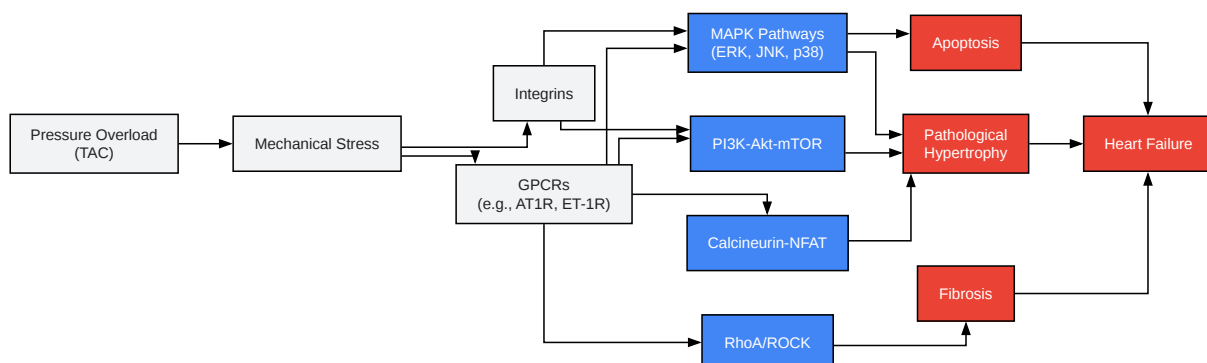 Pressure Overload
(TAC)
Mechanical Stress
Integrins
GPCRs
(e.g., AT1R, ET-1R)
MAPK Pathways
(ERK, JNK, p38)
PI3K-Akt-mTOR
Calcineurin-NFAT
RhoA/ROCK
Apoptosis
Pathological
Hypertrophy
Fibrosis
Heart Failure